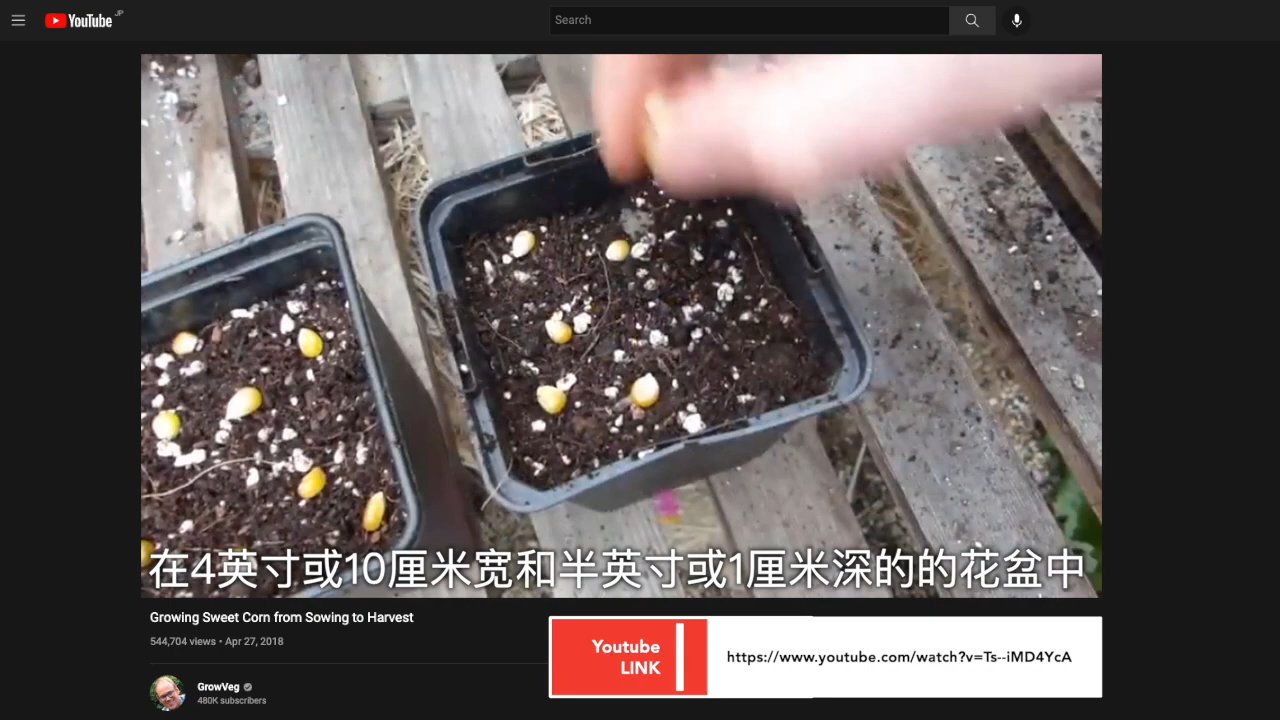 YouTube JP
Search
在4英寸或10厘米宽和半英寸或1厘米深的的花盆中
Growing Sweet Corn from Sowing to Harvest
544,704 views • Apr 27, 2018
Youtube
LINK
https://www.youtube.com/watch?v=Ts--iMD4YcA
GrowVeg
480K subscribers